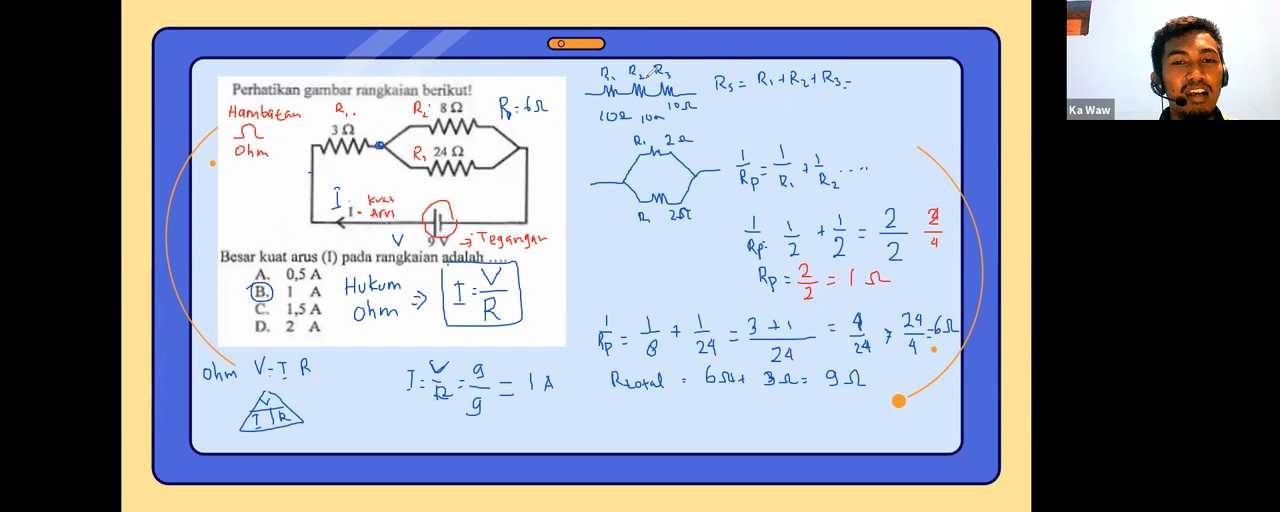 Perhatikan gambar rangkaian berikut!
Hambatan
Ω
Ohm
R₁
3 Ω
R₂ 8 Ω
Rp = 6Ω
R₃ 24 Ω
I
I = kuat
Arus
V
9 V → Tegangan
Besar kuat arus (I) pada rangkaian adalah ....
A. 0,5 A
B. 1 A
C. 1,5 A
D. 2 A
Hukum
Ohm ⇒ I = V/R
Ohm V = I R
V
I R
I = V/R = 9/9 = 1 A
R₁ R₂ R₃
10Ω 10Ω 10Ω
Rs = R₁ + R₂ + R₃ =
R₁ 2Ω
R 2Ω
1/Rp = 1/R₁ + 1/R₂ ....
1/Rp = 1/2 + 1/2 = 2/2
2/4
Rp = 2/2 = 1 Ω
1/Rp = 1/8 + 1/24 = 3+1/24 = 4/24 > 24/4 = 6Ω
Rtotal = 6Ω + 3Ω = 9Ω
Ka Waw